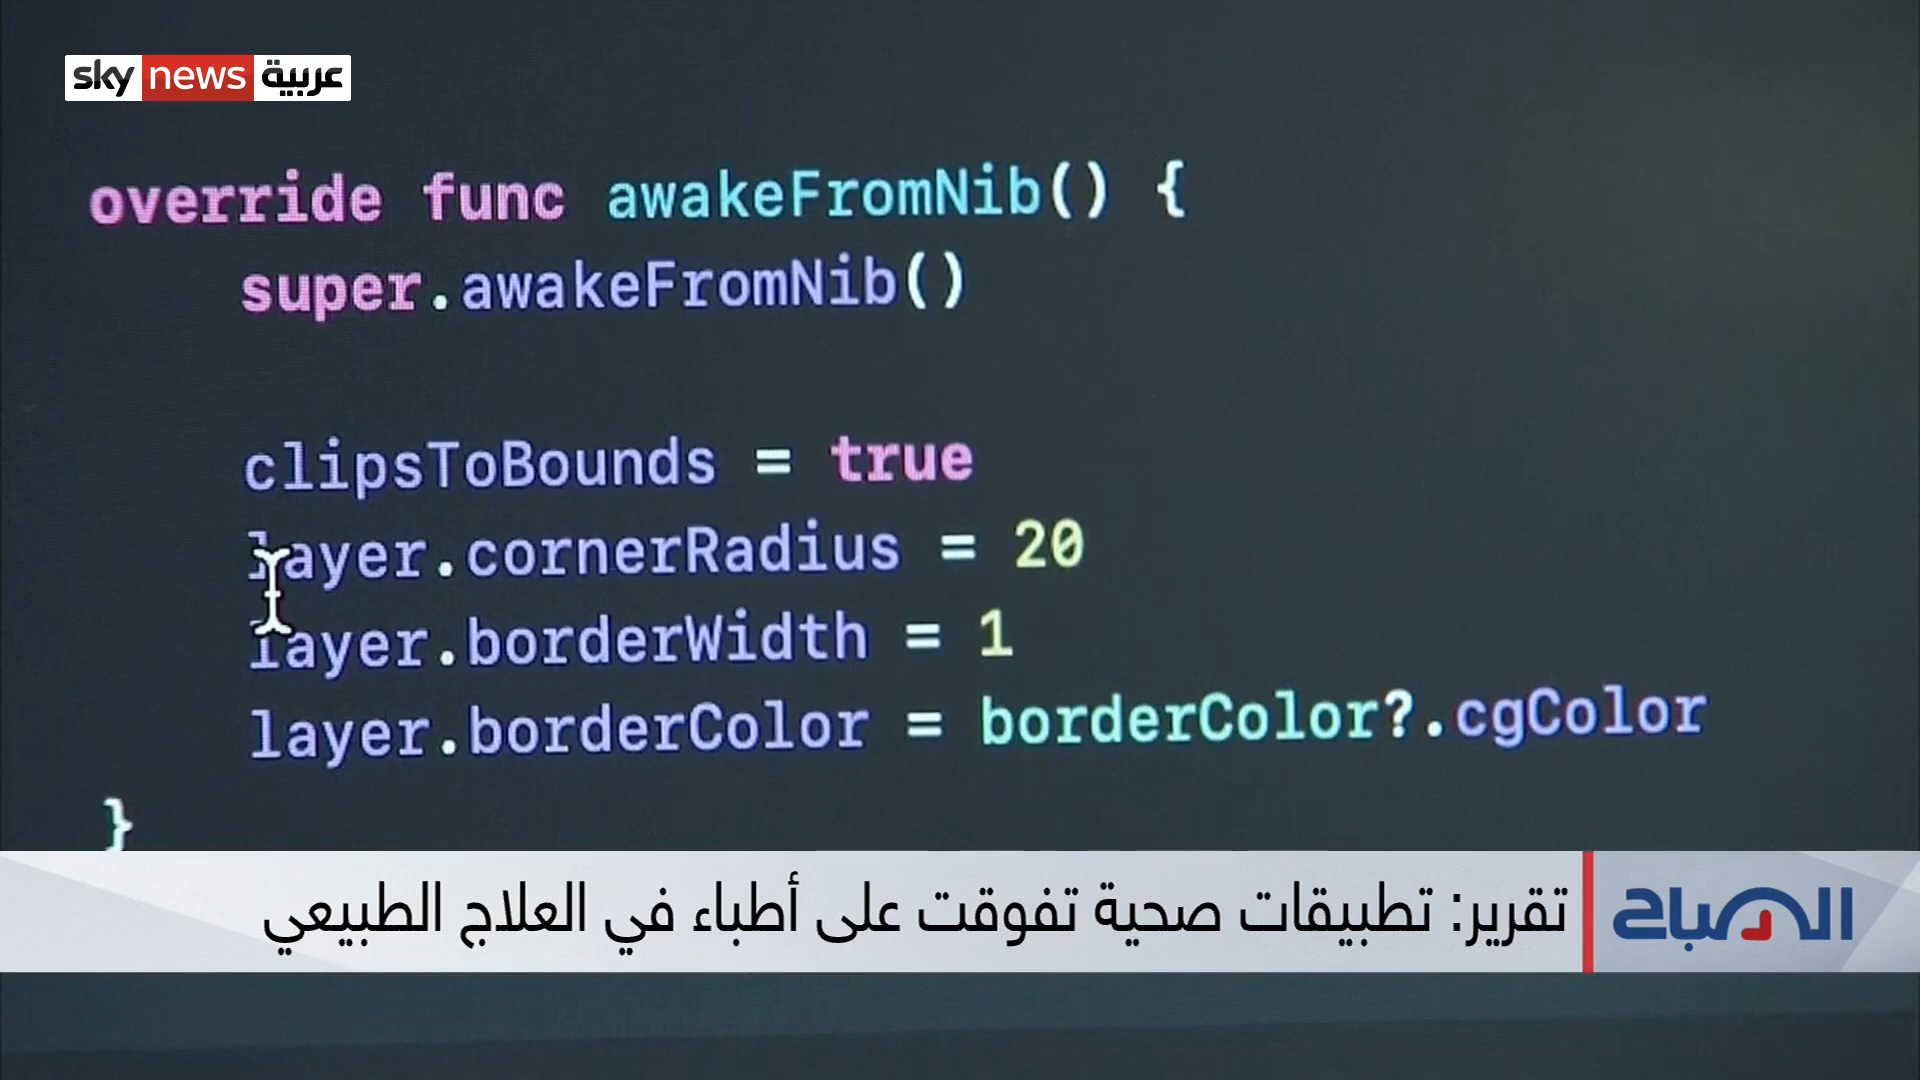 sky news عربية
override func awakeFromNib() {
super.awakeFromNib()
clipsToBounds = true
layer.cornerRadius = 20
layer.borderWidth = 1
layer.borderColor = borderColor?.cgColor
}
الصباح
تقرير: تطبيقات صحية تفوقت على أطباء في العلاج الطبيعي